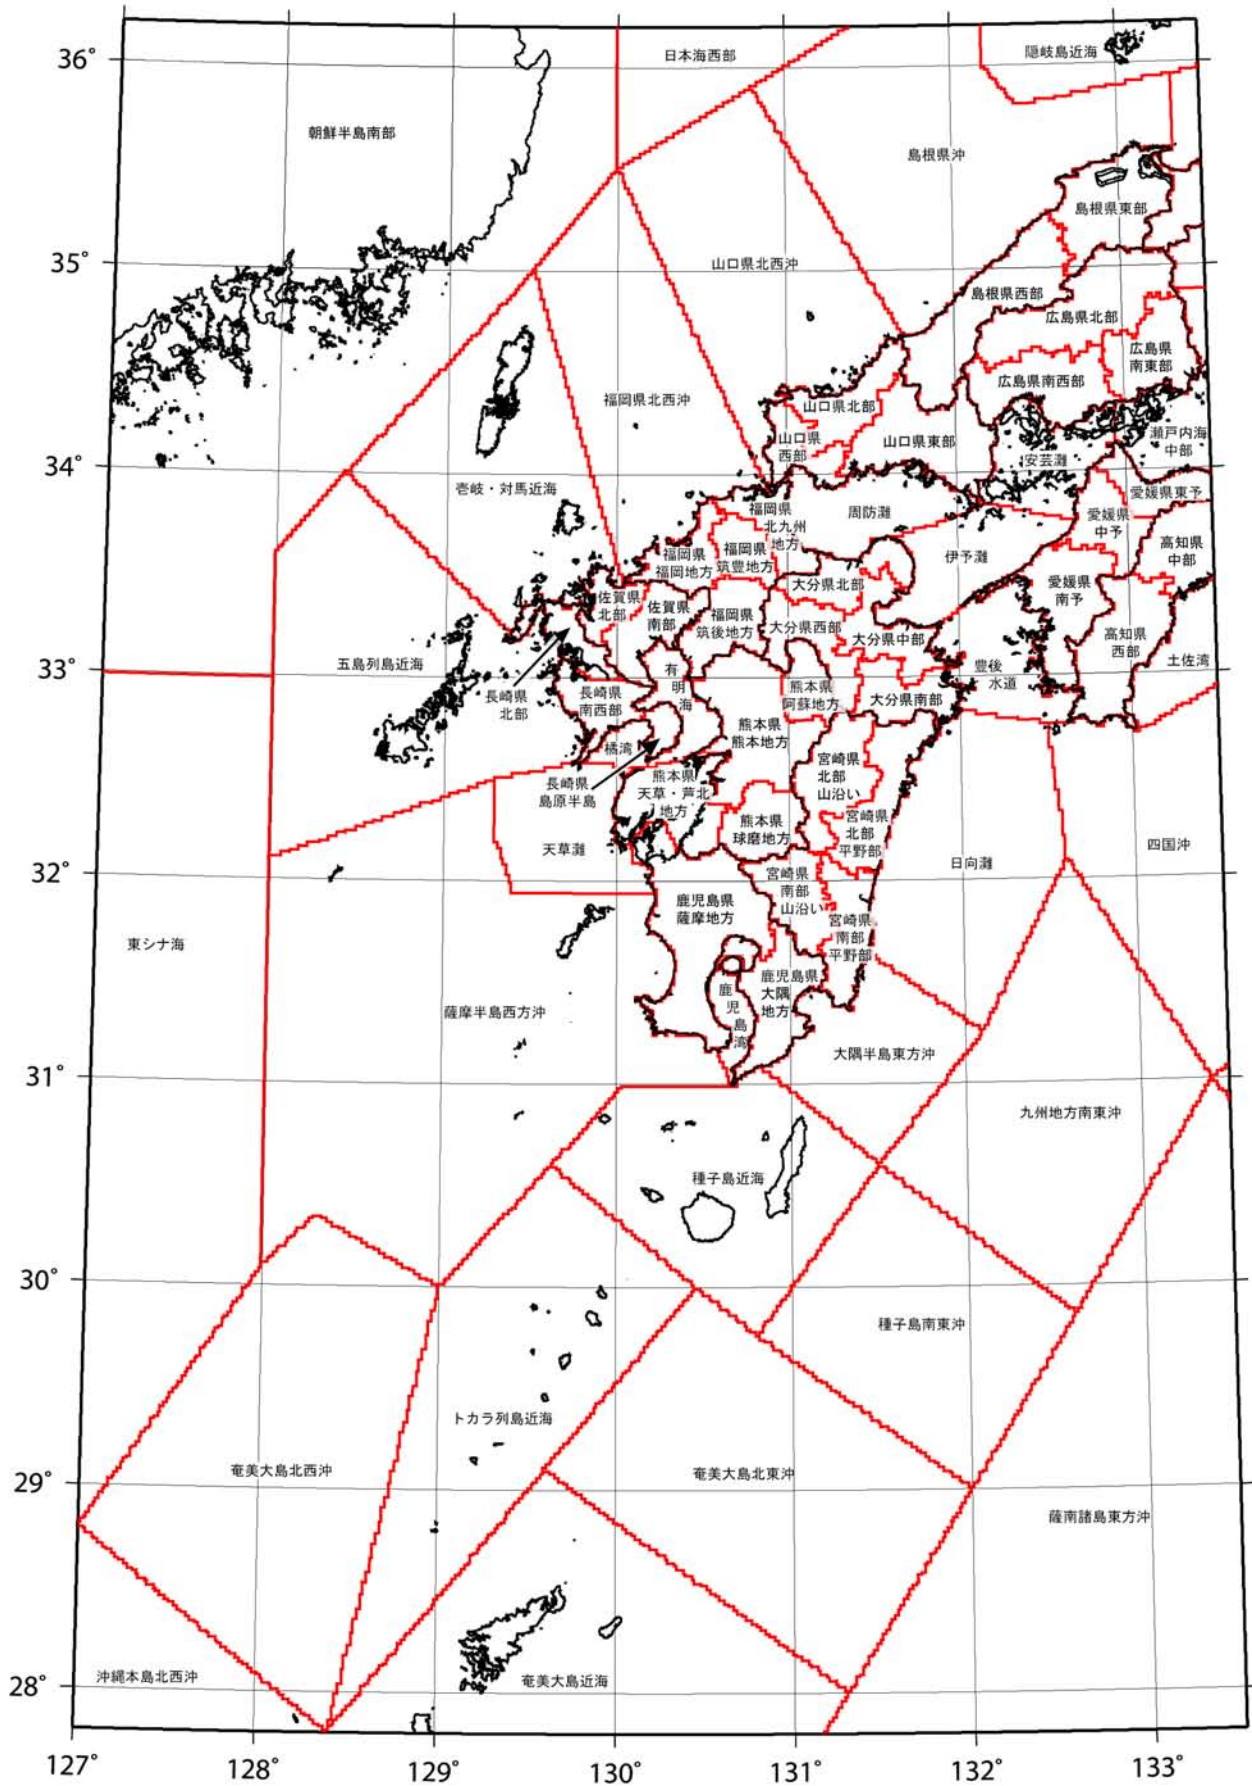 36°
35°
34°
33°
32°
31°
30°
29°
28°
127°
128°
129°
130°
131°
132°
133°
日本海西部
隠岐島近海
朝鮮半島南部
島根県沖
島根県東部
山口県北西沖
島根県西部
広島県北部
広島県
南東部
広島県南西部
福岡県北西沖
山口県北部
山口県
西部
山口県東部
瀬戸内海
中部
安芸灘
壱岐・対馬近海
愛媛県東予
愛媛県
中予
福岡県
北九州
地方
周防灘
伊予灘
高知県
中部
福岡県
福岡地方
福岡県
筑豊地方
大分県北部
愛媛県
南予
佐賀県
北部
佐賀県
南部
福岡県
筑後地方
大分県西部
大分県中部
高知県
西部
土佐湾
五島列島近海
長崎県
北部
長崎県
南西部
有
明
海
熊本県
阿蘇地方
大分県南部
豊後
水道
熊本県
熊本地方
橘湾
長崎県
島原半島
熊本県
天草・芦北
地方
宮崎県
北部
山沿い
宮崎県
北部
平野部
熊本県
球磨地方
天草灘
日向灘
四国沖
宮崎県
南部
山沿い
鹿児島県
薩摩地方
宮崎県
南部
平野部
東シナ海
鹿児島県
大隅
地方
鹿
児
島
湾
薩摩半島西方沖
大隅半島東方沖
九州地方南東沖
種子島近海
種子島南東沖
トカラ列島近海
奄美大島北西沖
奄美大島北東沖
薩南諸島東方沖
沖縄本島北西沖
奄美大島近海